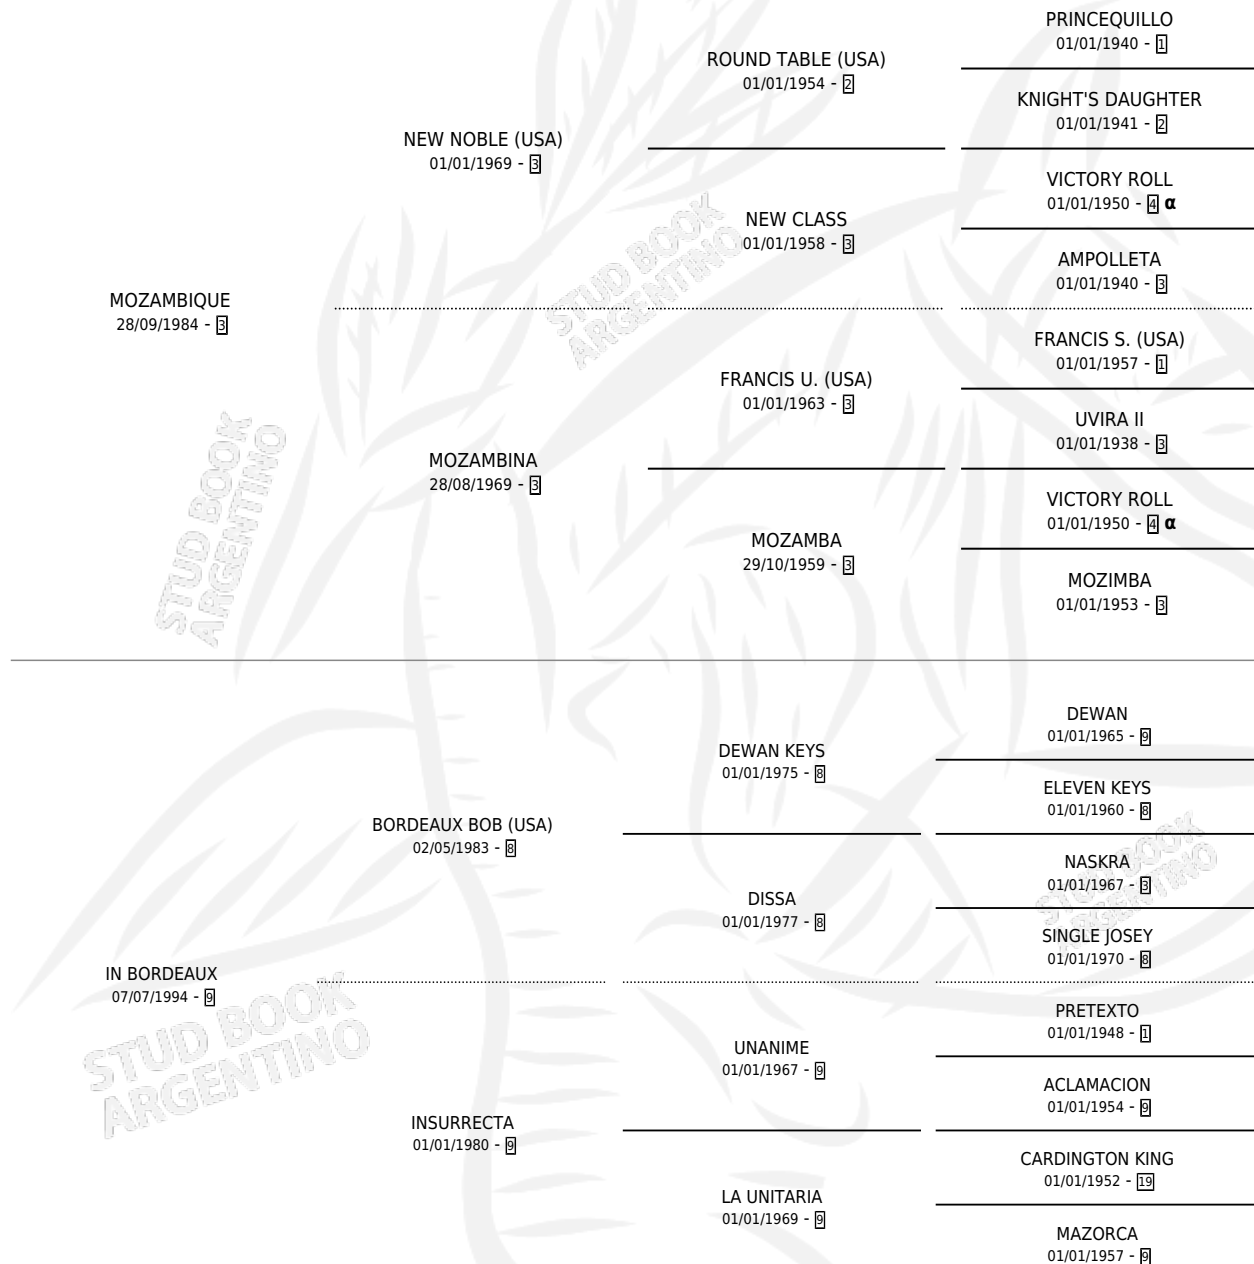 PRINCEQUILLO
01/01/1940 - 1
ROUND TABLE (USA)
01/01/1954 - 2
KNIGHT'S DAUGHTER
01/01/1941 - 2
NEW NOBLE (USA)
01/01/1969 - 3
VICTORY ROLL
01/01/1950 - 4 α
NEW CLASS
01/01/1958 - 3
AMPOLLETA
01/01/1940 - 3
MOZAMBIQUE
28/09/1984 - 3
FRANCIS S. (USA)
01/01/1957 - 1
FRANCIS U. (USA)
01/01/1963 - 3
UVIRA II
01/01/1938 - 3
MOZAMBINA
28/08/1969 - 3
VICTORY ROLL
01/01/1950 - 4 α
MOZAMBA
29/10/1959 - 3
MOZIMBA
01/01/1953 - 3
DEWAN
01/01/1965 - 9
DEWAN KEYS
01/01/1975 - 8
ELEVEN KEYS
01/01/1960 - 8
BORDEAUX BOB (USA)
02/05/1983 - 8
NASKRA
01/01/1967 - 3
DISSA
01/01/1977 - 8
SINGLE JOSEY
01/01/1970 - 8
IN BORDEAUX
07/07/1994 - 9
PRETEXTO
01/01/1948 - 1
UNANIME
01/01/1967 - 9
ACLAMACION
01/01/1954 - 9
INSURRECTA
01/01/1980 - 9
CARDINGTON KING
01/01/1952 - 19
LA UNITARIA
01/01/1969 - 9
MAZORCA
01/01/1957 - 9
STUD BOOK
ARGENTINO
STUD BOOK
ARGENTINO
STUD BOOK
ARGENTINO
STUD BOOK
ARGENTINO